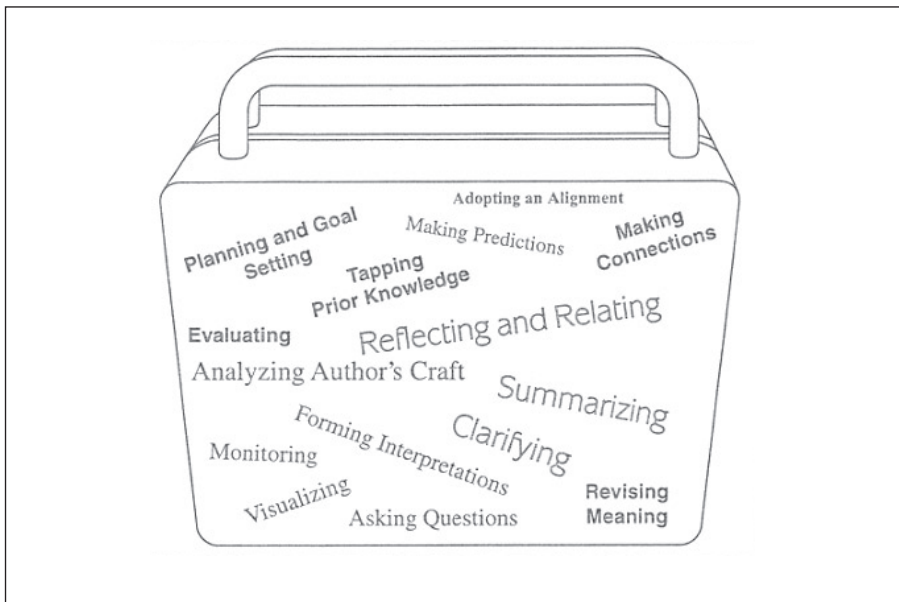 Adopting an Alignment
Planning and Goal
Setting
Making Predictions
Making
Connections
Tapping
Prior Knowledge
Evaluating
Reflecting and Relating
Analyzing Author's Craft
Summarizing
Forming Interpretations
Clarifying
Monitoring
Visualizing
Asking Questions
Revising
Meaning